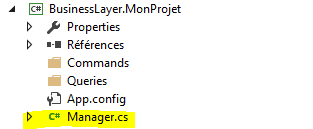 C# BusinessLayer.MonProjet
Properties
Références
Commands
Queries
App.config
C# Manager.cs